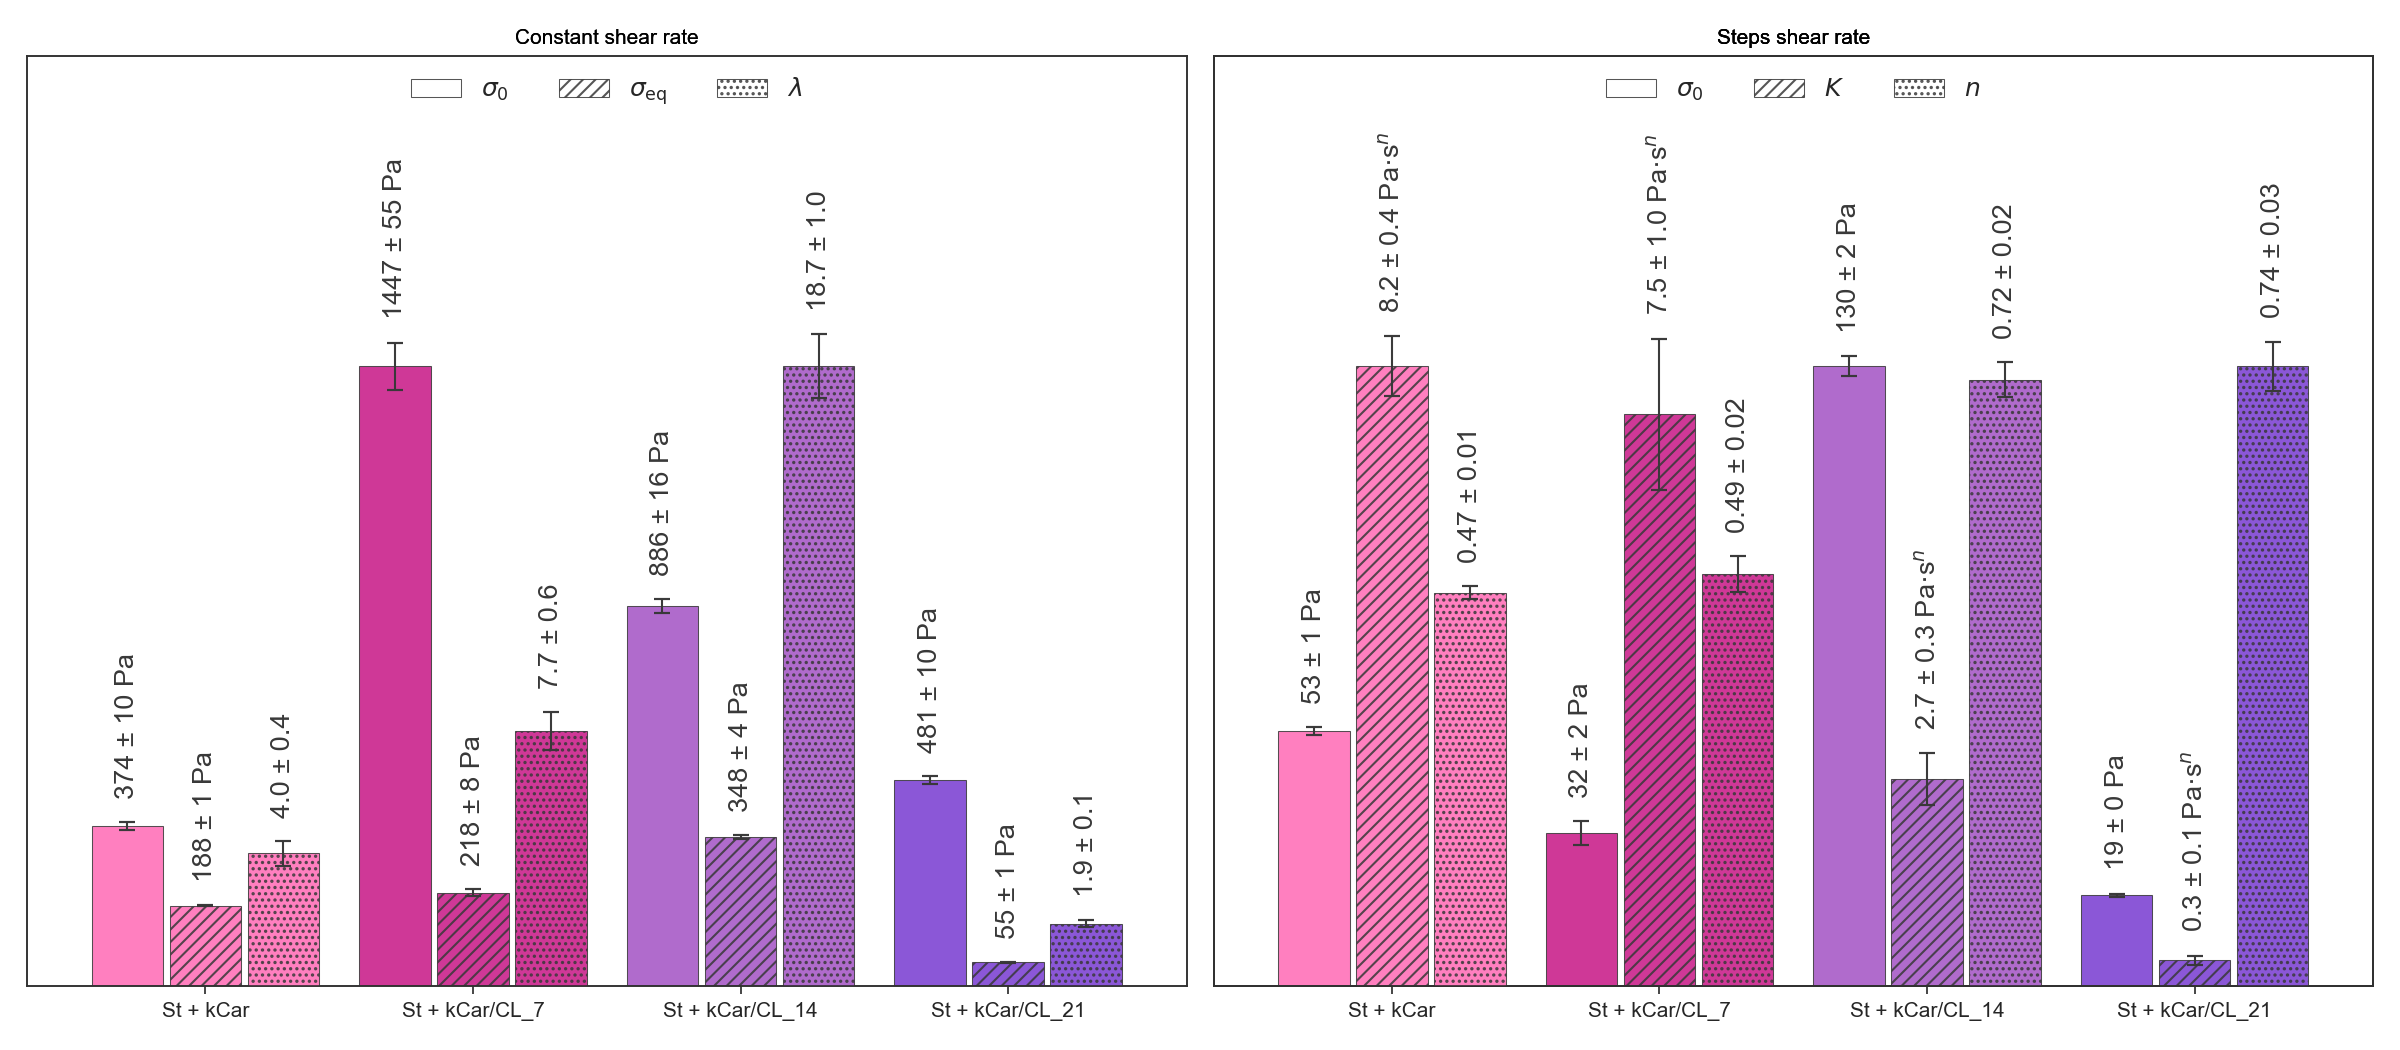 Constant shear rate
σ0 σeq λ
374 ± 10 Pa
188 ± 1 Pa
4.0 ± 0.4
1447 ± 55 Pa
218 ± 8 Pa
7.7 ± 0.6
886 ± 16 Pa
348 ± 4 Pa
18.7 ± 1.0
481 ± 10 Pa
55 ± 1 Pa
1.9 ± 0.1
St + kCar
St + kCar/CL_7
St + kCar/CL_14
St + kCar/CL_21
Steps shear rate
σ0 K n
53 ± 1 Pa
8.2 ± 0.4 Pa·sⁿ
0.47 ± 0.01
32 ± 2 Pa
7.5 ± 1.0 Pa·sⁿ
0.49 ± 0.02
130 ± 2 Pa
2.7 ± 0.3 Pa·sⁿ
0.72 ± 0.02
19 ± 0 Pa
0.3 ± 0.1 Pa·sⁿ
0.74 ± 0.03
St + kCar
St + kCar/CL_7
St + kCar/CL_14
St + kCar/CL_21